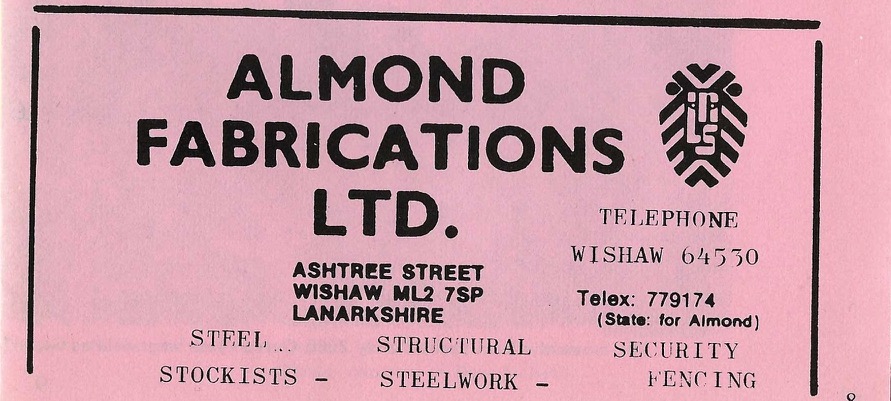 ALMOND
FABRICATIONS
LTD.
TELEPHONE
WISHAW 64530
ASHTREE STREET
WISHAW ML2 7SP
LANARKSHIRE
Telex: 779174
(State: for Almond)
STEEL ...
STOCKISTS -
STRUCTURAL
STEELWORK -
SECURITY
FENCING
8